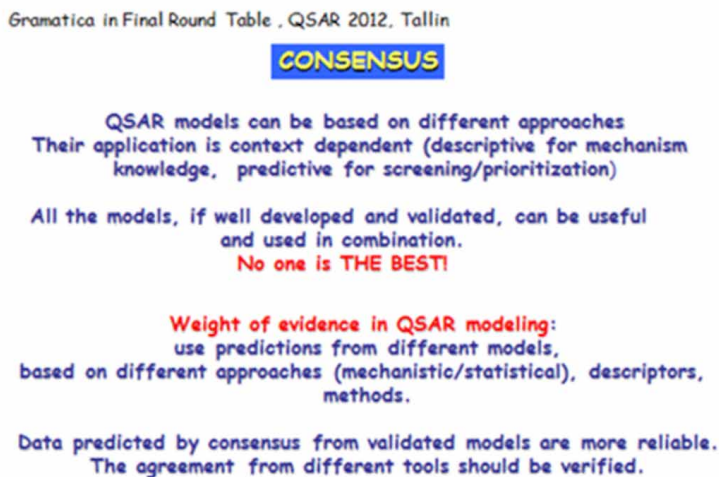 Gramatica in Final Round Table , QSAR 2012, Tallin
CONSENSUS
QSAR models can be based on different approaches
Their application is context dependent (descriptive for mechanism
knowledge, predictive for screening/prioritization)
All the models, if well developed and validated, can be useful
and used in combination.
No one is THE BEST!
Weight of evidence in QSAR modeling:
use predictions from different models,
based on different approaches (mechanistic/statistical), descriptors,
methods.
Data predicted by consensus from validated models are more reliable.
The agreement from different tools should be verified.